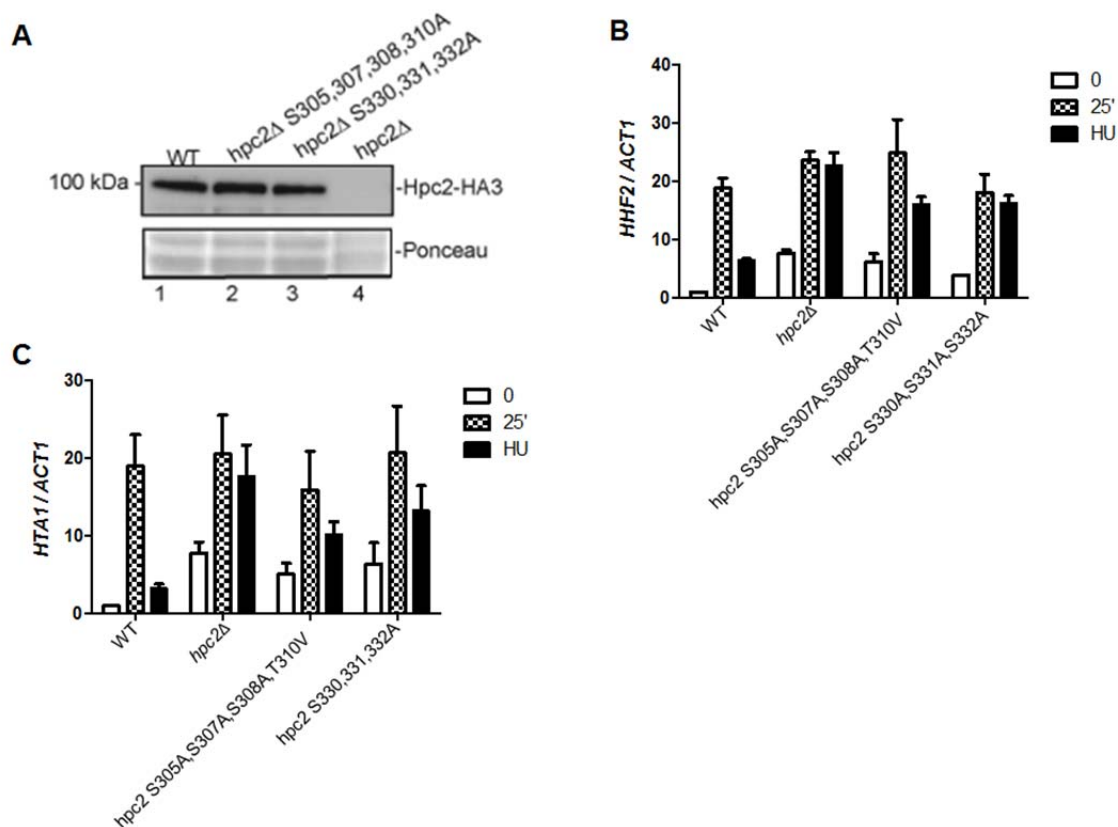 A
WT
hpc2Δ S305,307,308,310A
hpc2Δ S330,331,332A
hpc2Δ
100 kDa
-Hpc2-HA3
-Ponceau
1 2 3 4
B
HHF2 / ACT1
40
30
20
10
0
WT
hpc2Δ
hpc2 S305A,S307A,S308A,T310V
hpc2 S330A,S331A,S332A
0
25'
HU
C
HTA1 / ACT1
30
20
10
0
WT
hpc2Δ
hpc2 S305A,S307A,S308A,T310V
hpc2 S330,331,332A
0
25'
HU